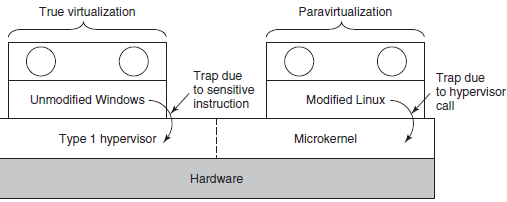 True virtualization
Paravirtualization
Trap due
to sensitive
instruction
Trap due
to hypervisor
call
Unmodified Windows
Modified Linux
Type 1 hypervisor
Microkernel
Hardware